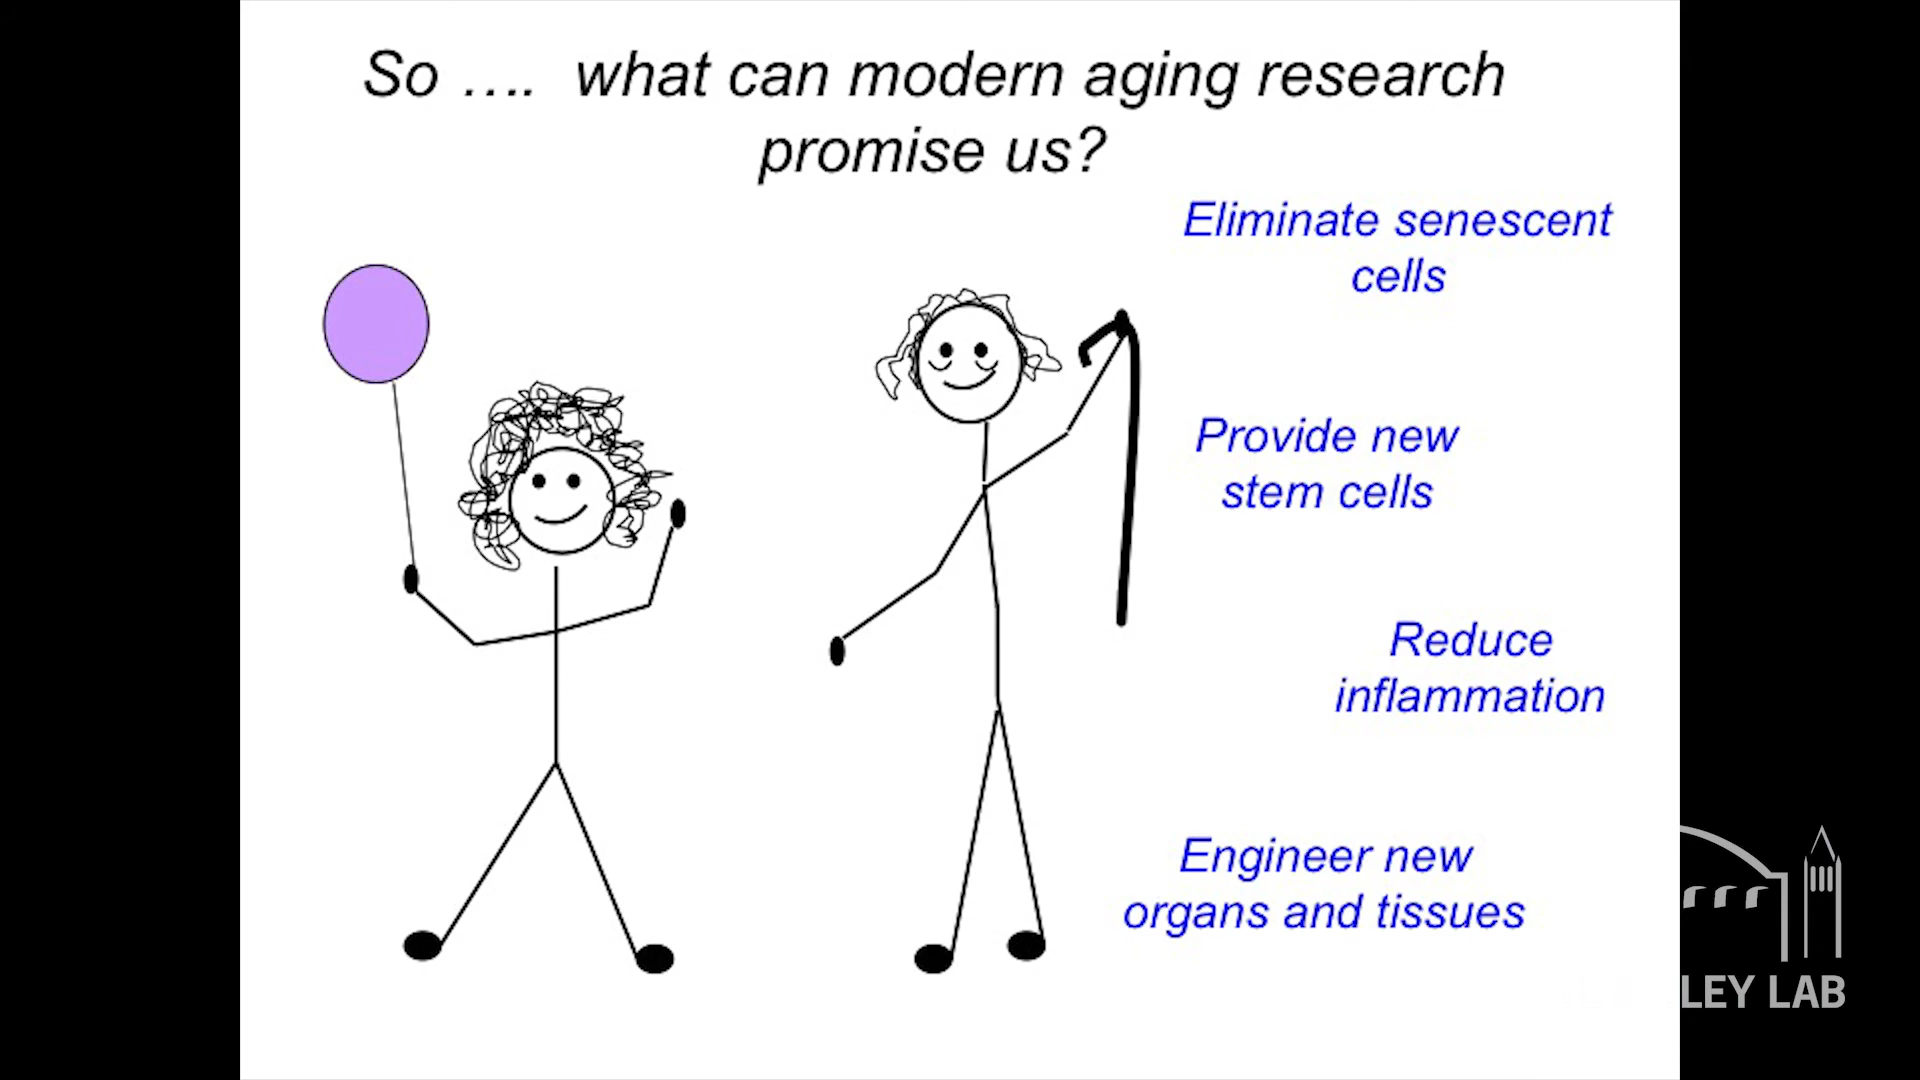 So .... what can modern aging research
promise us?
Eliminate senescent
cells
Provide new
stem cells
Reduce
inflammation
Engineer new
organs and tissues
LEY LAB